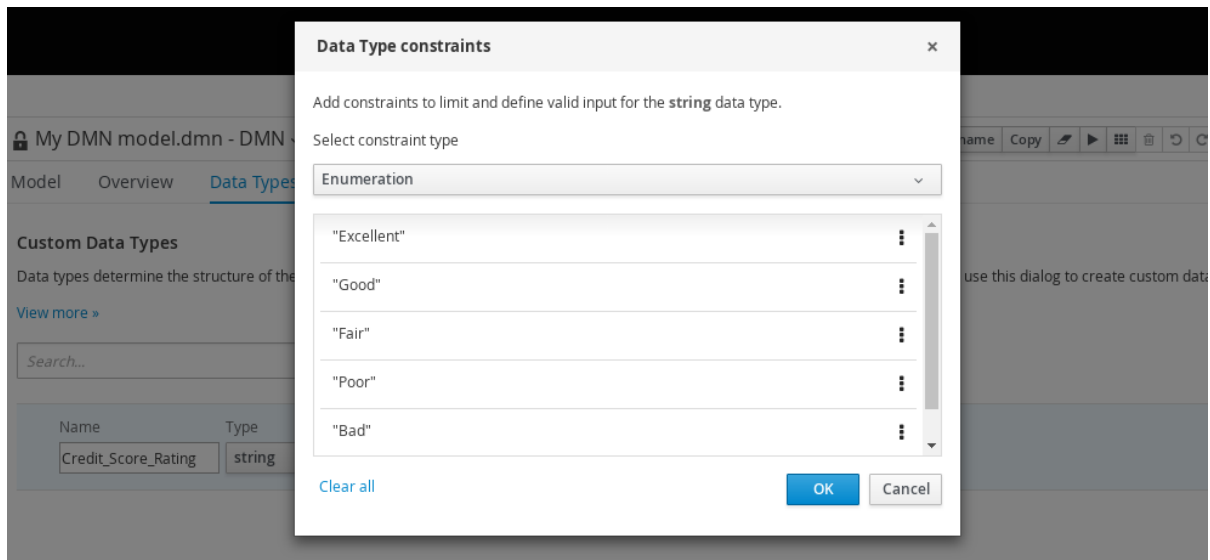 Data Type constraints ×
Add constraints to limit and define valid input for the string data type.
My DMN model.dmn - DMN
name Copy
Select constraint type
Model Overview Data Types
Enumeration
Custom Data Types
"Excellent"
Data types determine the structure of the
use this dialog to create custom data
"Good"
View more »
"Fair"
Search...
"Poor"
Name Type
"Bad"
Credit_Score_Rating string
Clear all OK Cancel